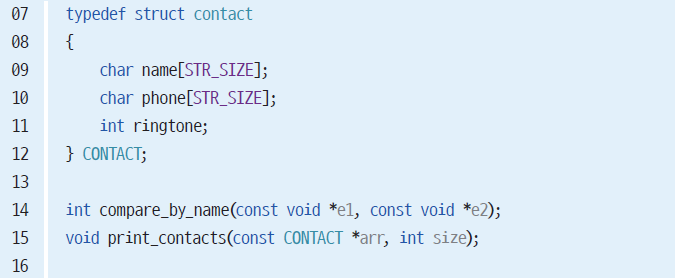 07 typedef struct contact
08 {
09 char name[STR_SIZE];
10 char phone[STR_SIZE];
11 int ringtone;
12 } CONTACT;
13
14 int compare_by_name(const void *e1, const void *e2);
15 void print_contacts(const CONTACT *arr, int size);
16